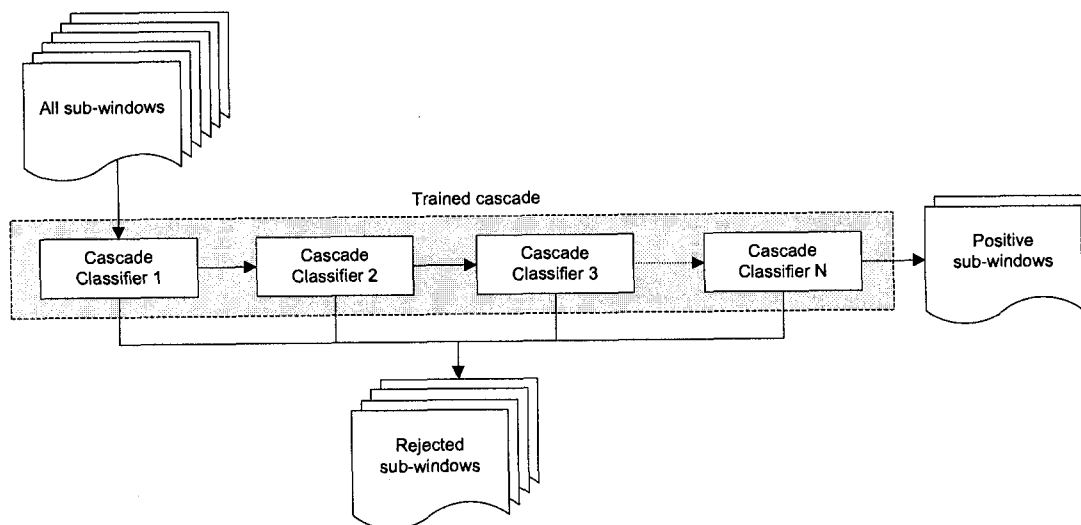 All sub-windows
Trained cascade
Cascade
Classifier 1
Cascade
Classifier 2
Cascade
Classifier 3
Cascade
Classifier N
Positive
sub-windows
Rejected
sub-windows